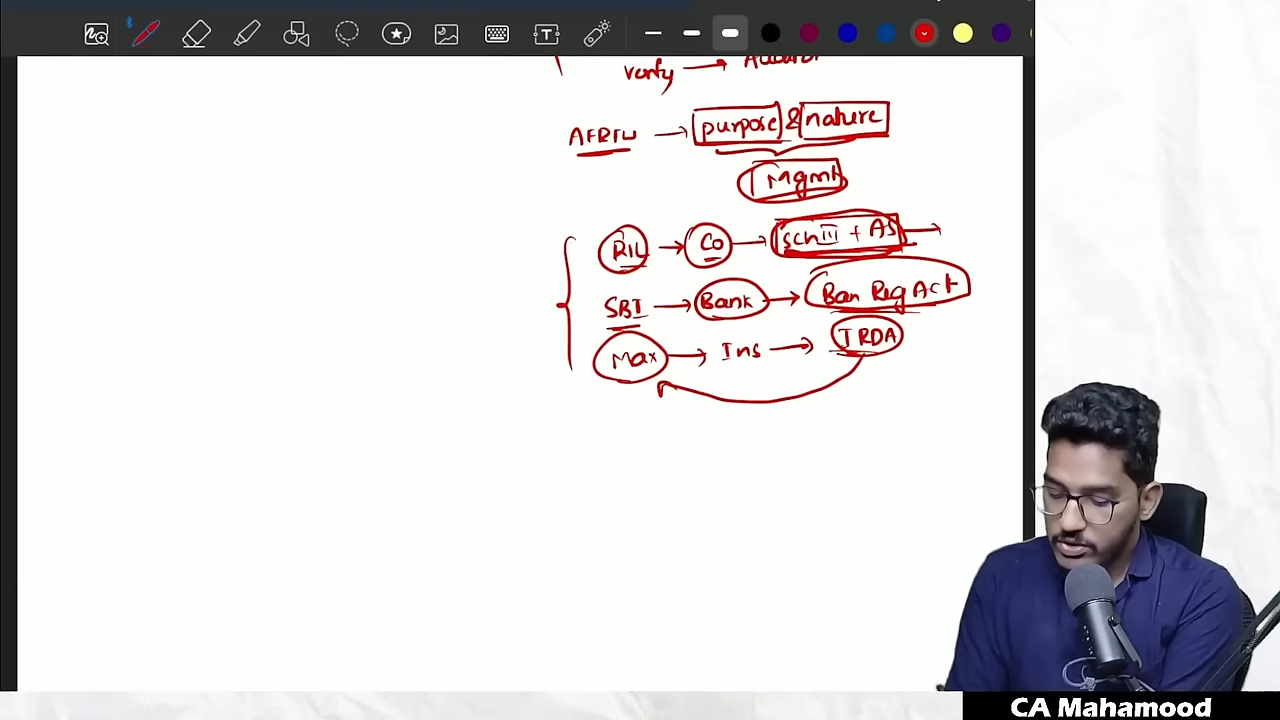 verify → Auditor
AFRFW → purpose & nature
Mgmt
RIL → Co → Sch III + AS →
SBI → Bank → Ban Reg Act
Max → Ins → IRDA
CA Mahamood